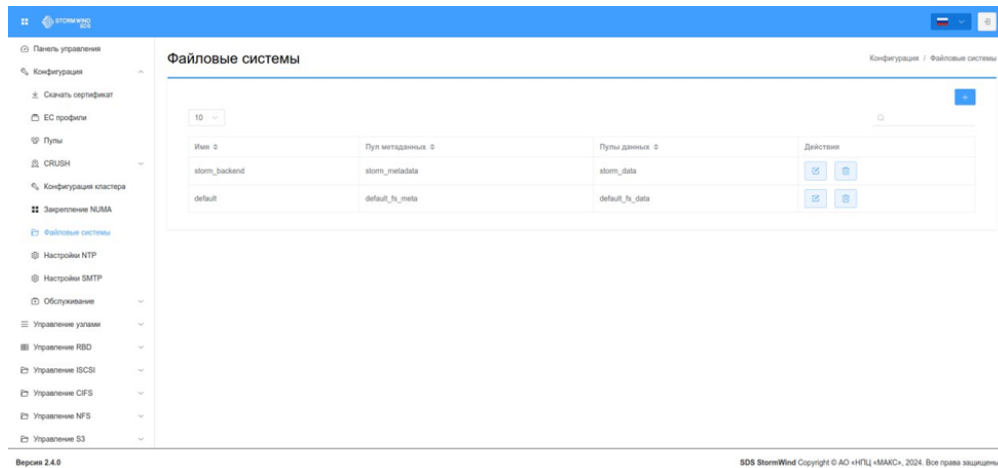 STORMWIND
SDS
Панель управления
Конфигурация
Скачать сертификат
EC профили
Пулы
CRUSH
Конфигурация кластера
Закрепление NUMA
Файловые системы
Настройки NTP
Настройки SMTP
Обслуживание
Управление узлами
Управление RBD
Управление ISCSI
Управление CIFS
Управление NFS
Управление S3
Файловые системы
Конфигурация / Файловые системы
+
10
Имя Пул метаданных Пулы данных Действия
storm_backend storm_metadata storm_data
default default_fs_meta default_fs_data
Версия 2.4.0
SDS StormWind Copyright © АО «НПЦ «МАКС», 2024. Все права защищены